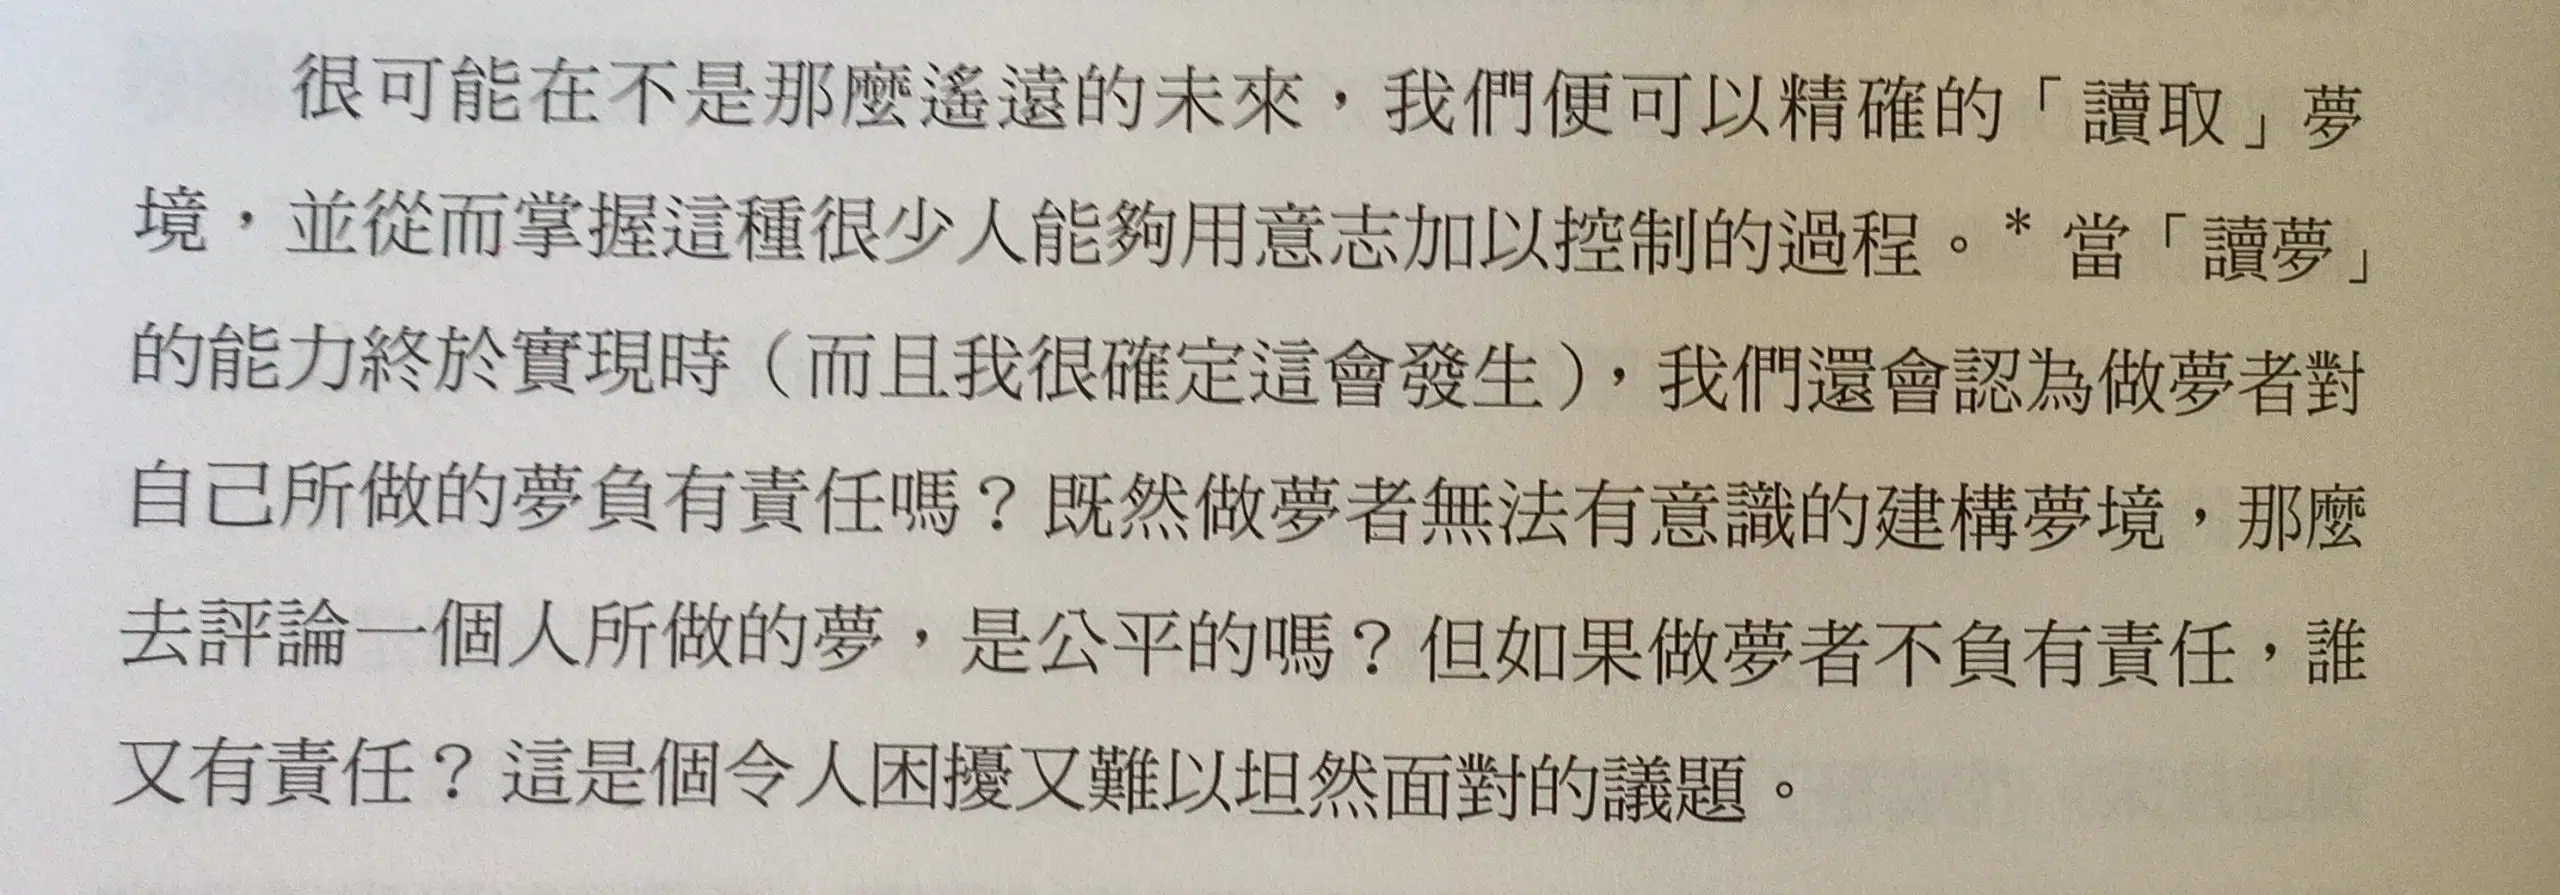 很可能在不是那麼遙遠的未來，我們便可以精確的「讀取」夢
境，並從而掌握這種很少人能夠用意志加以控制的過程。* 當「讀夢」
的能力終於實現時（而且我很確定這會發生），我們還會認為做夢者對
自己所做的夢負有責任嗎？既然做夢者無法有意識的建構夢境，那麼
去評論一個人所做的夢，是公平的嗎？但如果做夢者不負有責任，誰
又有責任？這是個令人困擾又難以坦然面對的議題。